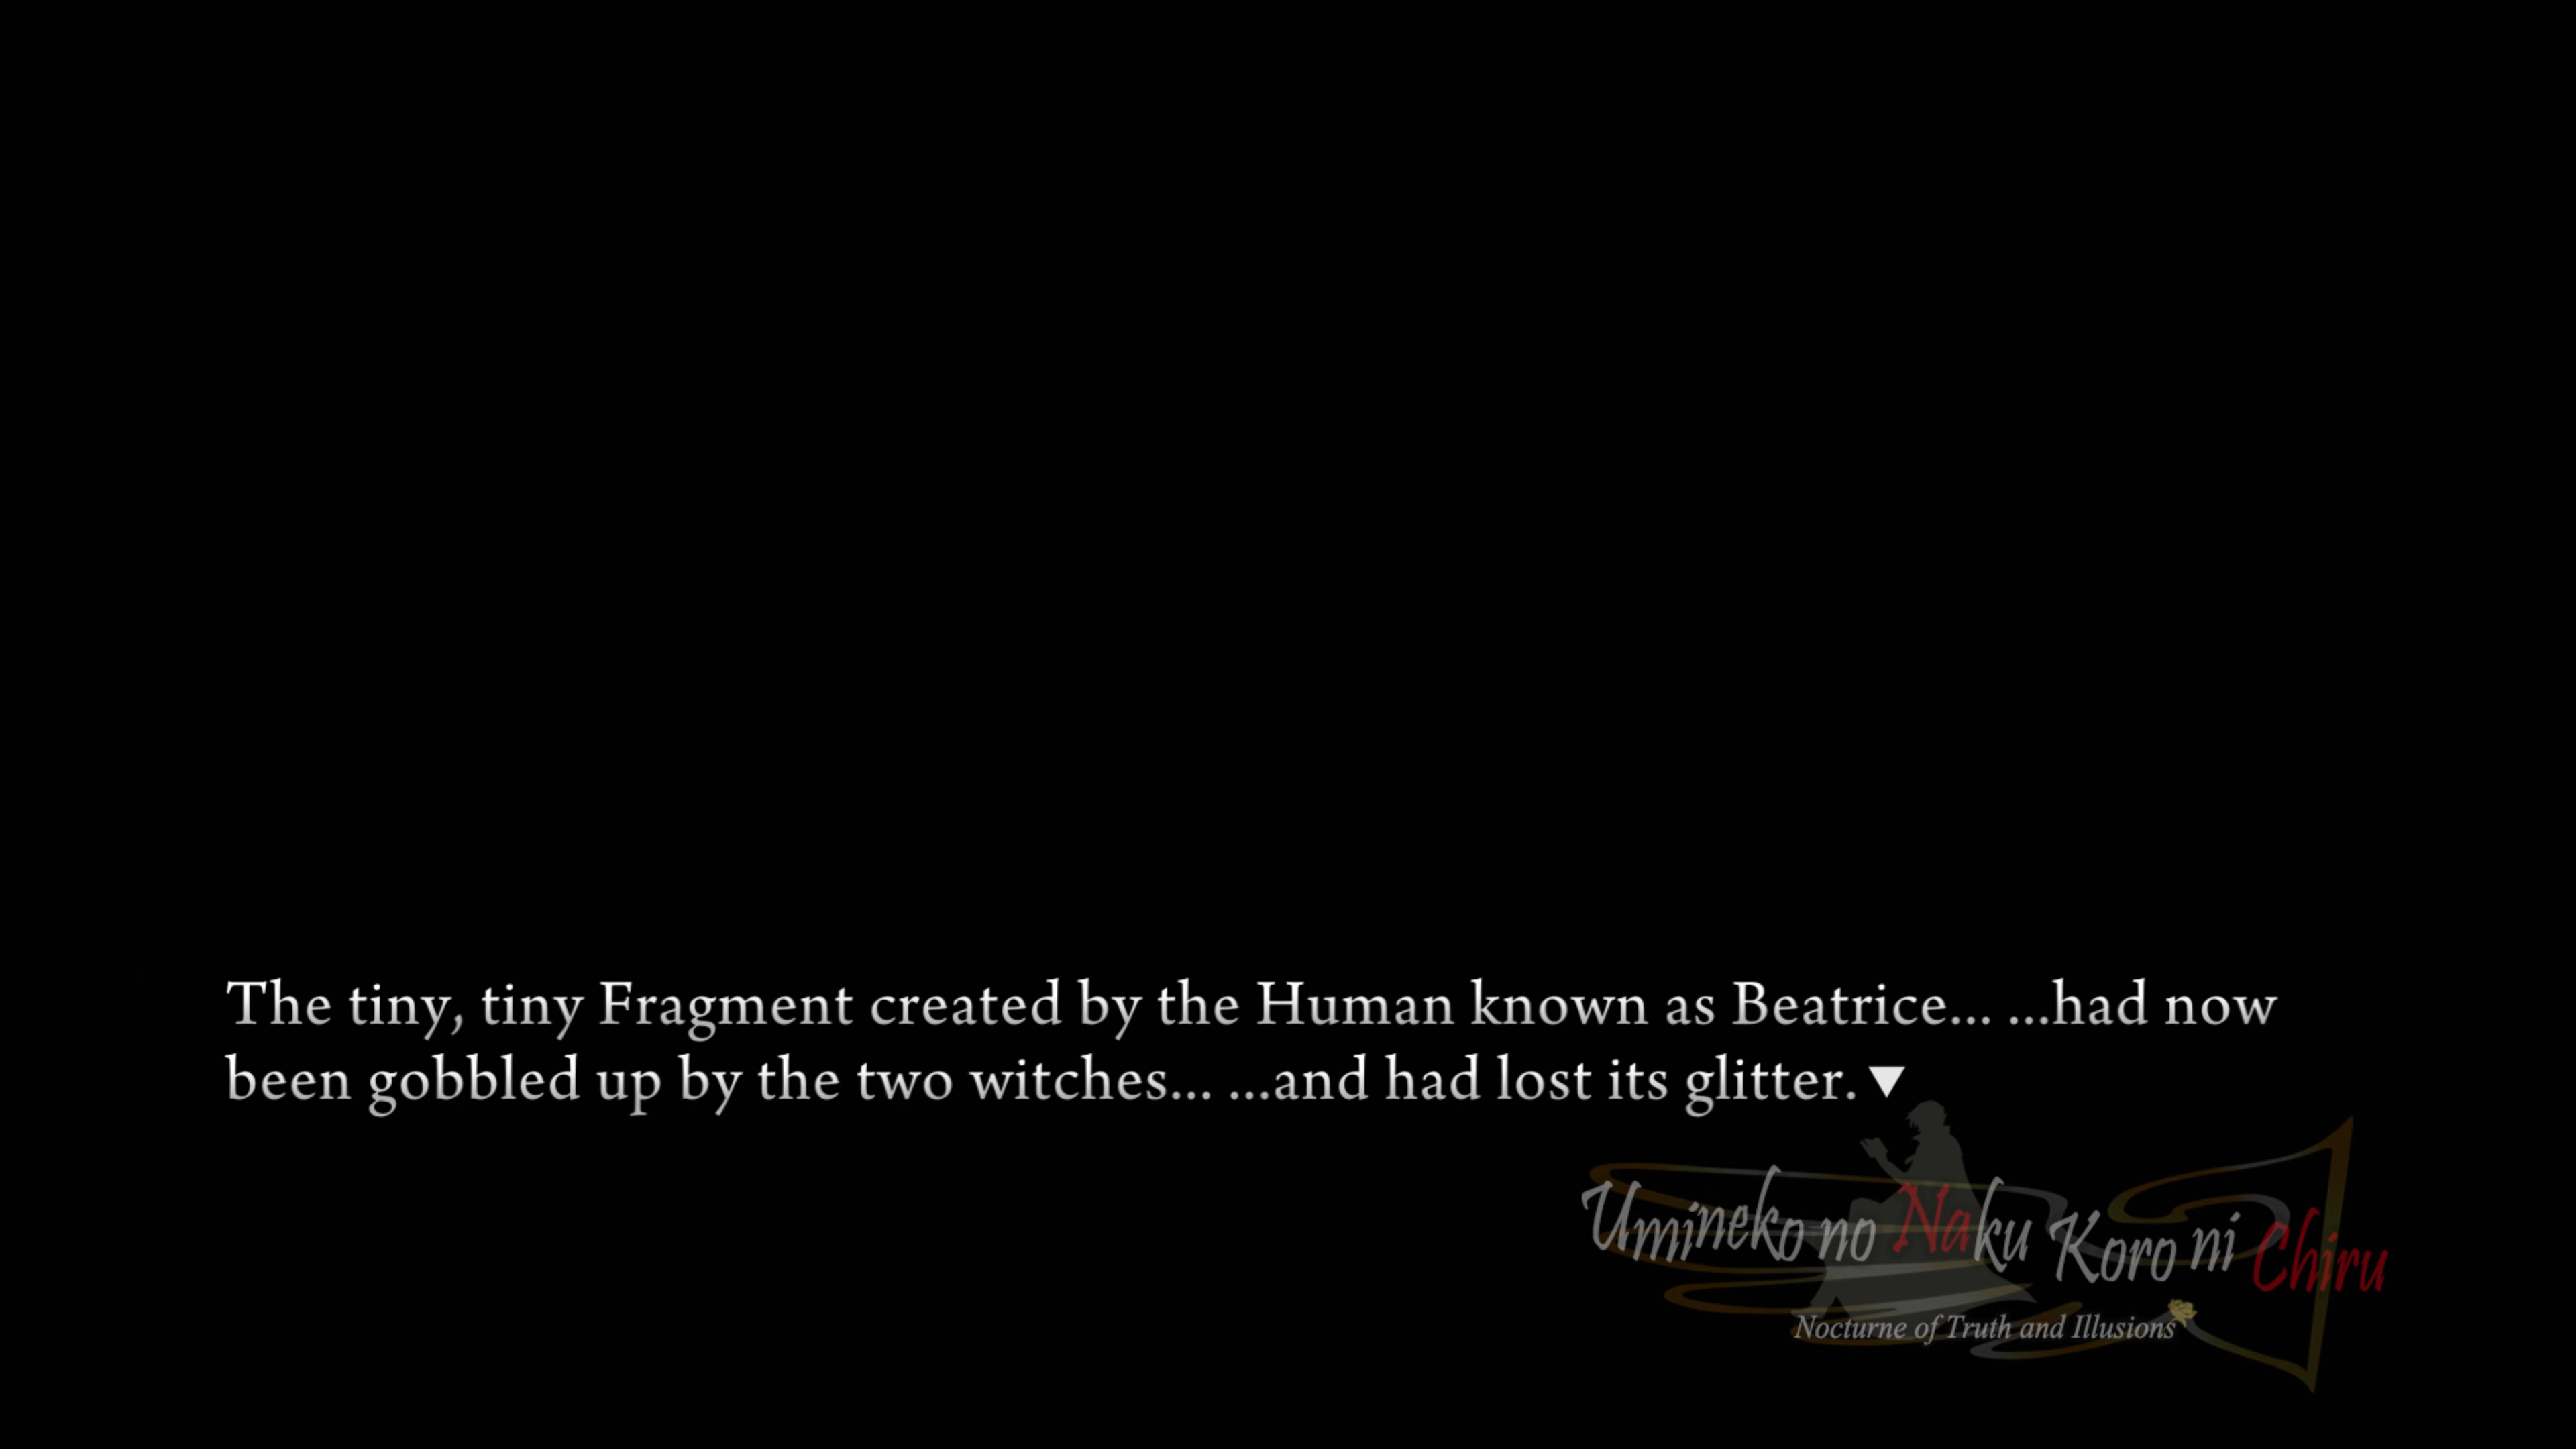 The tiny, tiny Fragment created by the Human known as Beatrice... ...had now
been gobbled up by the two witches... ...and had lost its glitter.
Umineko no Naku Koro ni Chiru
Nocturne of Truth and Illusions